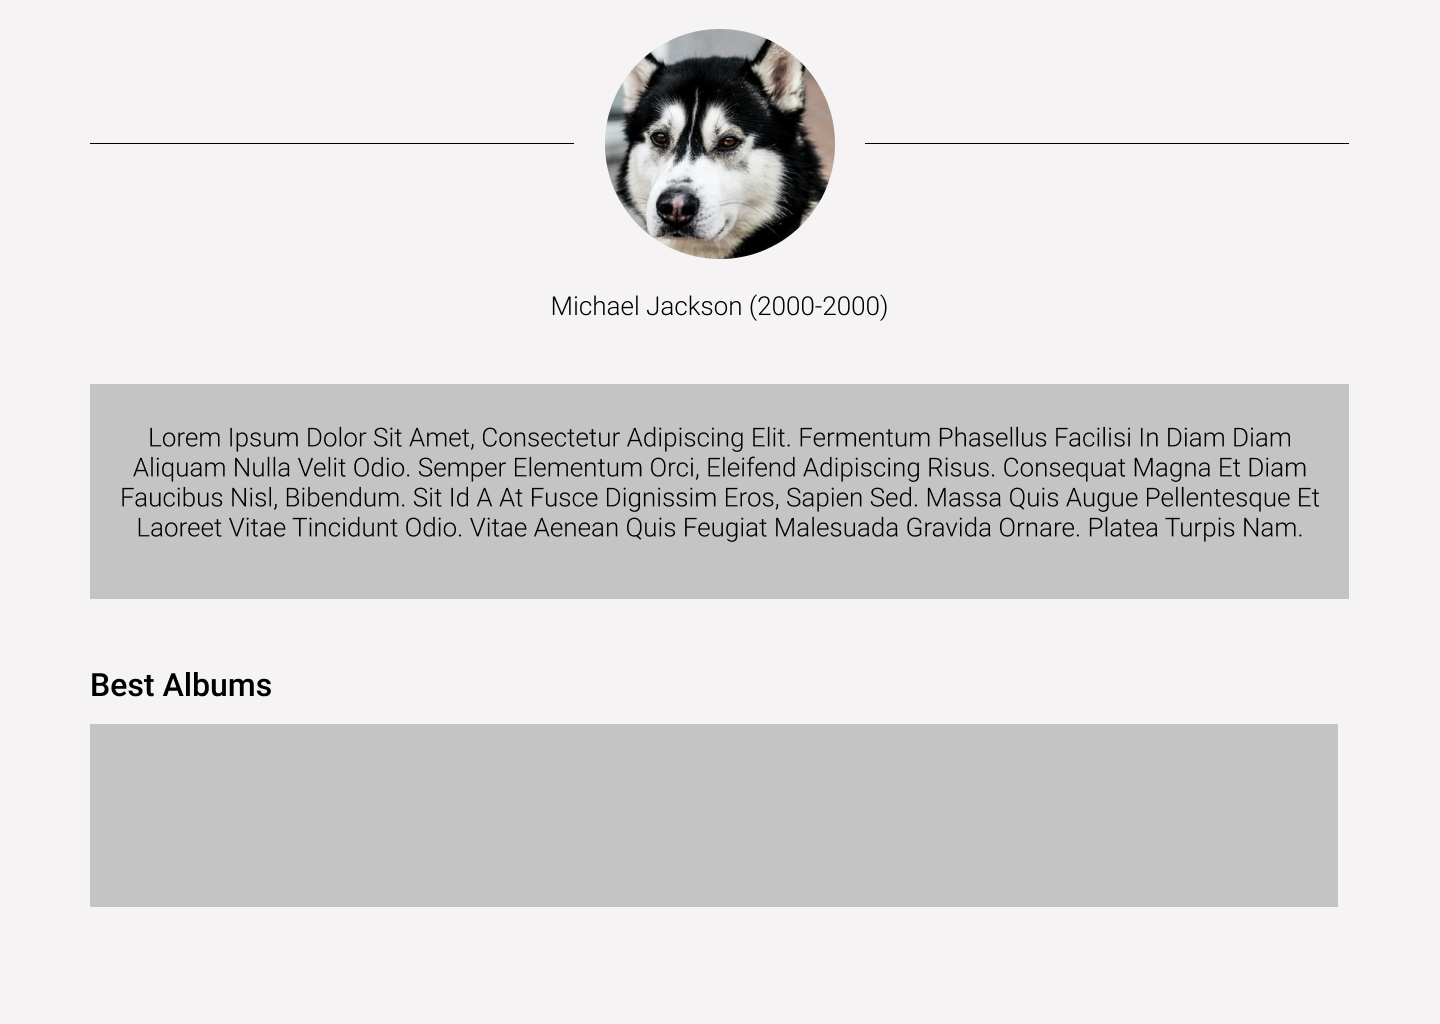 Michael Jackson (2000-2000)
Lorem Ipsum Dolor Sit Amet, Consectetur Adipiscing Elit. Fermentum Phasellus Facilisi In Diam Diam
Aliquam Nulla Velit Odio. Semper Elementum Orci, Eleifend Adipiscing Risus. Consequat Magna Et Diam
Faucibus Nisl, Bibendum. Sit Id A At Fusce Dignissim Eros, Sapien Sed. Massa Quis Augue Pellentesque Et
Laoreet Vitae Tincidunt Odio. Vitae Aenean Quis Feugiat Malesuada Gravida Ornare. Platea Turpis Nam.
Best Albums